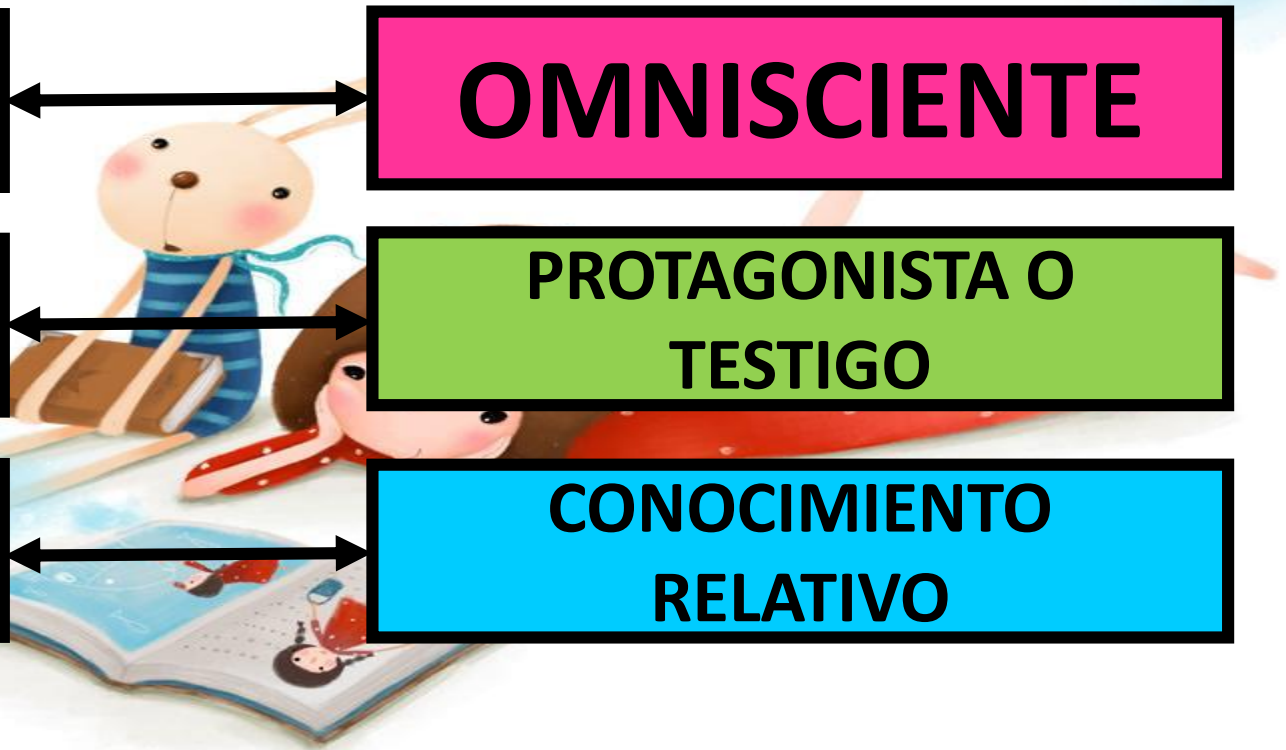 OMNISCIENTE
PROTAGONISTA O
TESTIGO
CONOCIMIENTO
RELATIVO